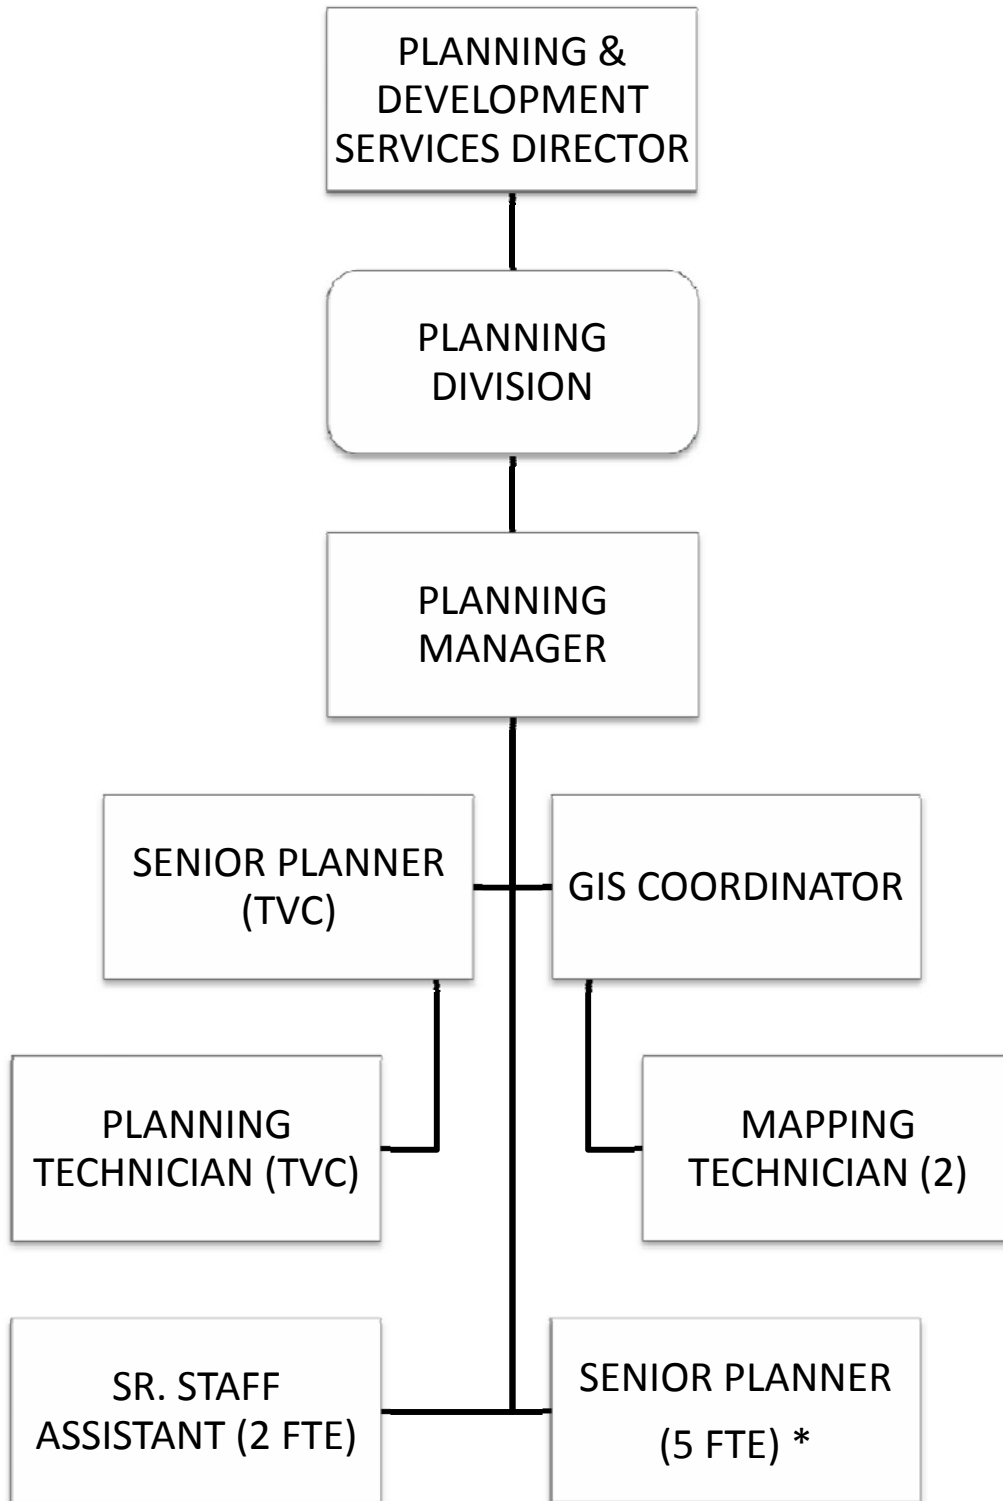 PLANNING &
DEVELOPMENT
SERVICES DIRECTOR
PLANNING
DIVISION
PLANNING
MANAGER
SENIOR PLANNER
(TVC)
GIS COORDINATOR
PLANNING
TECHNICIAN (TVC)
MAPPING
TECHNICIAN (2)
SR. STAFF
ASSISTANT (2 FTE)
SENIOR PLANNER
(5 FTE) *